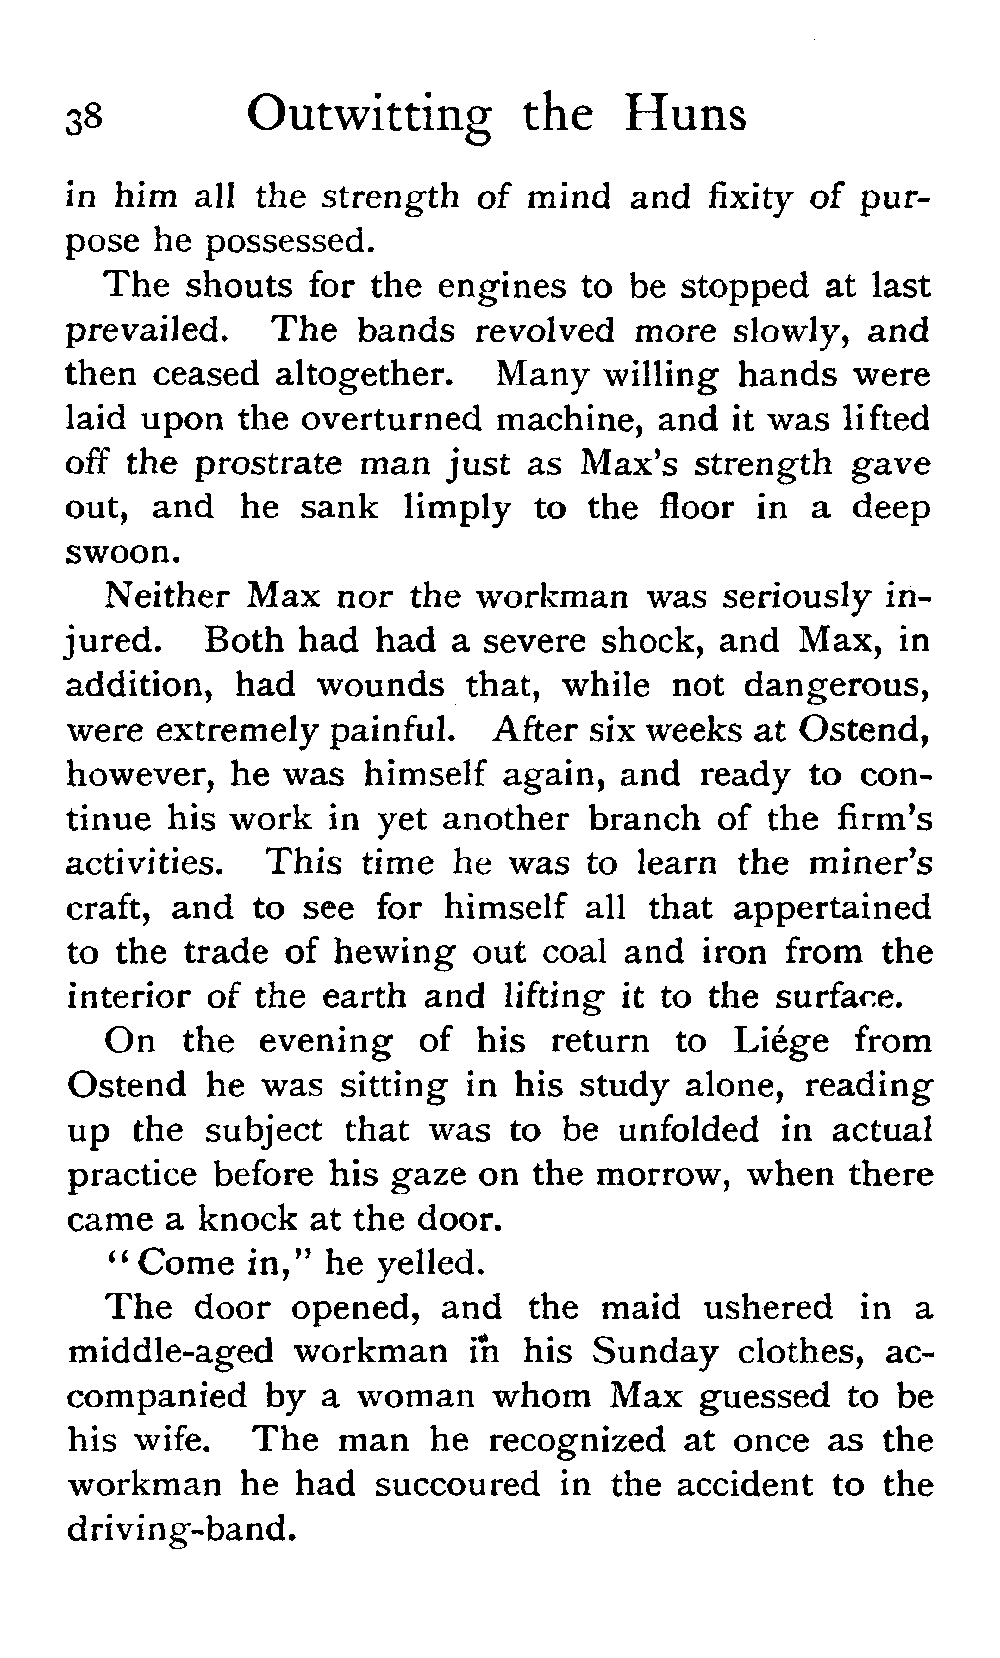 38 Outwitting the Huns
in him all the strength of mind and fixity of pur-
pose he possessed.
The shouts for the engines to be stopped at last
prevailed. The bands revolved more slowly, and
then ceased altogether. Many willing hands were
laid upon the overturned machine, and it was lifted
off the prostrate man just as Max's strength gave
out, and he sank limply to the floor in a deep
swoon.
Neither Max nor the workman was seriously in-
jured. Both had had a severe shock, and Max, in
addition, had wounds that, while not dangerous,
were extremely painful. After six weeks at Ostend,
however, he was himself again, and ready to con-
tinue his work in yet another branch of the firm's
activities. This time he was to learn the miner's
craft, and to see for himself all that appertained
to the trade of hewing out coal and iron from the
interior of the earth and lifting it to the surface.
On the evening of his return to Liége from
Ostend he was sitting in his study alone, reading
up the subject that was to be unfolded in actual
practice before his gaze on the morrow, when there
came a knock at the door.
"Come in," he yelled.
The door opened, and the maid ushered in a
middle-aged workman in his Sunday clothes, ac-
companied by a woman whom Max guessed to be
his wife. The man he recognized at once as the
workman he had succoured in the accident to the
driving-band.